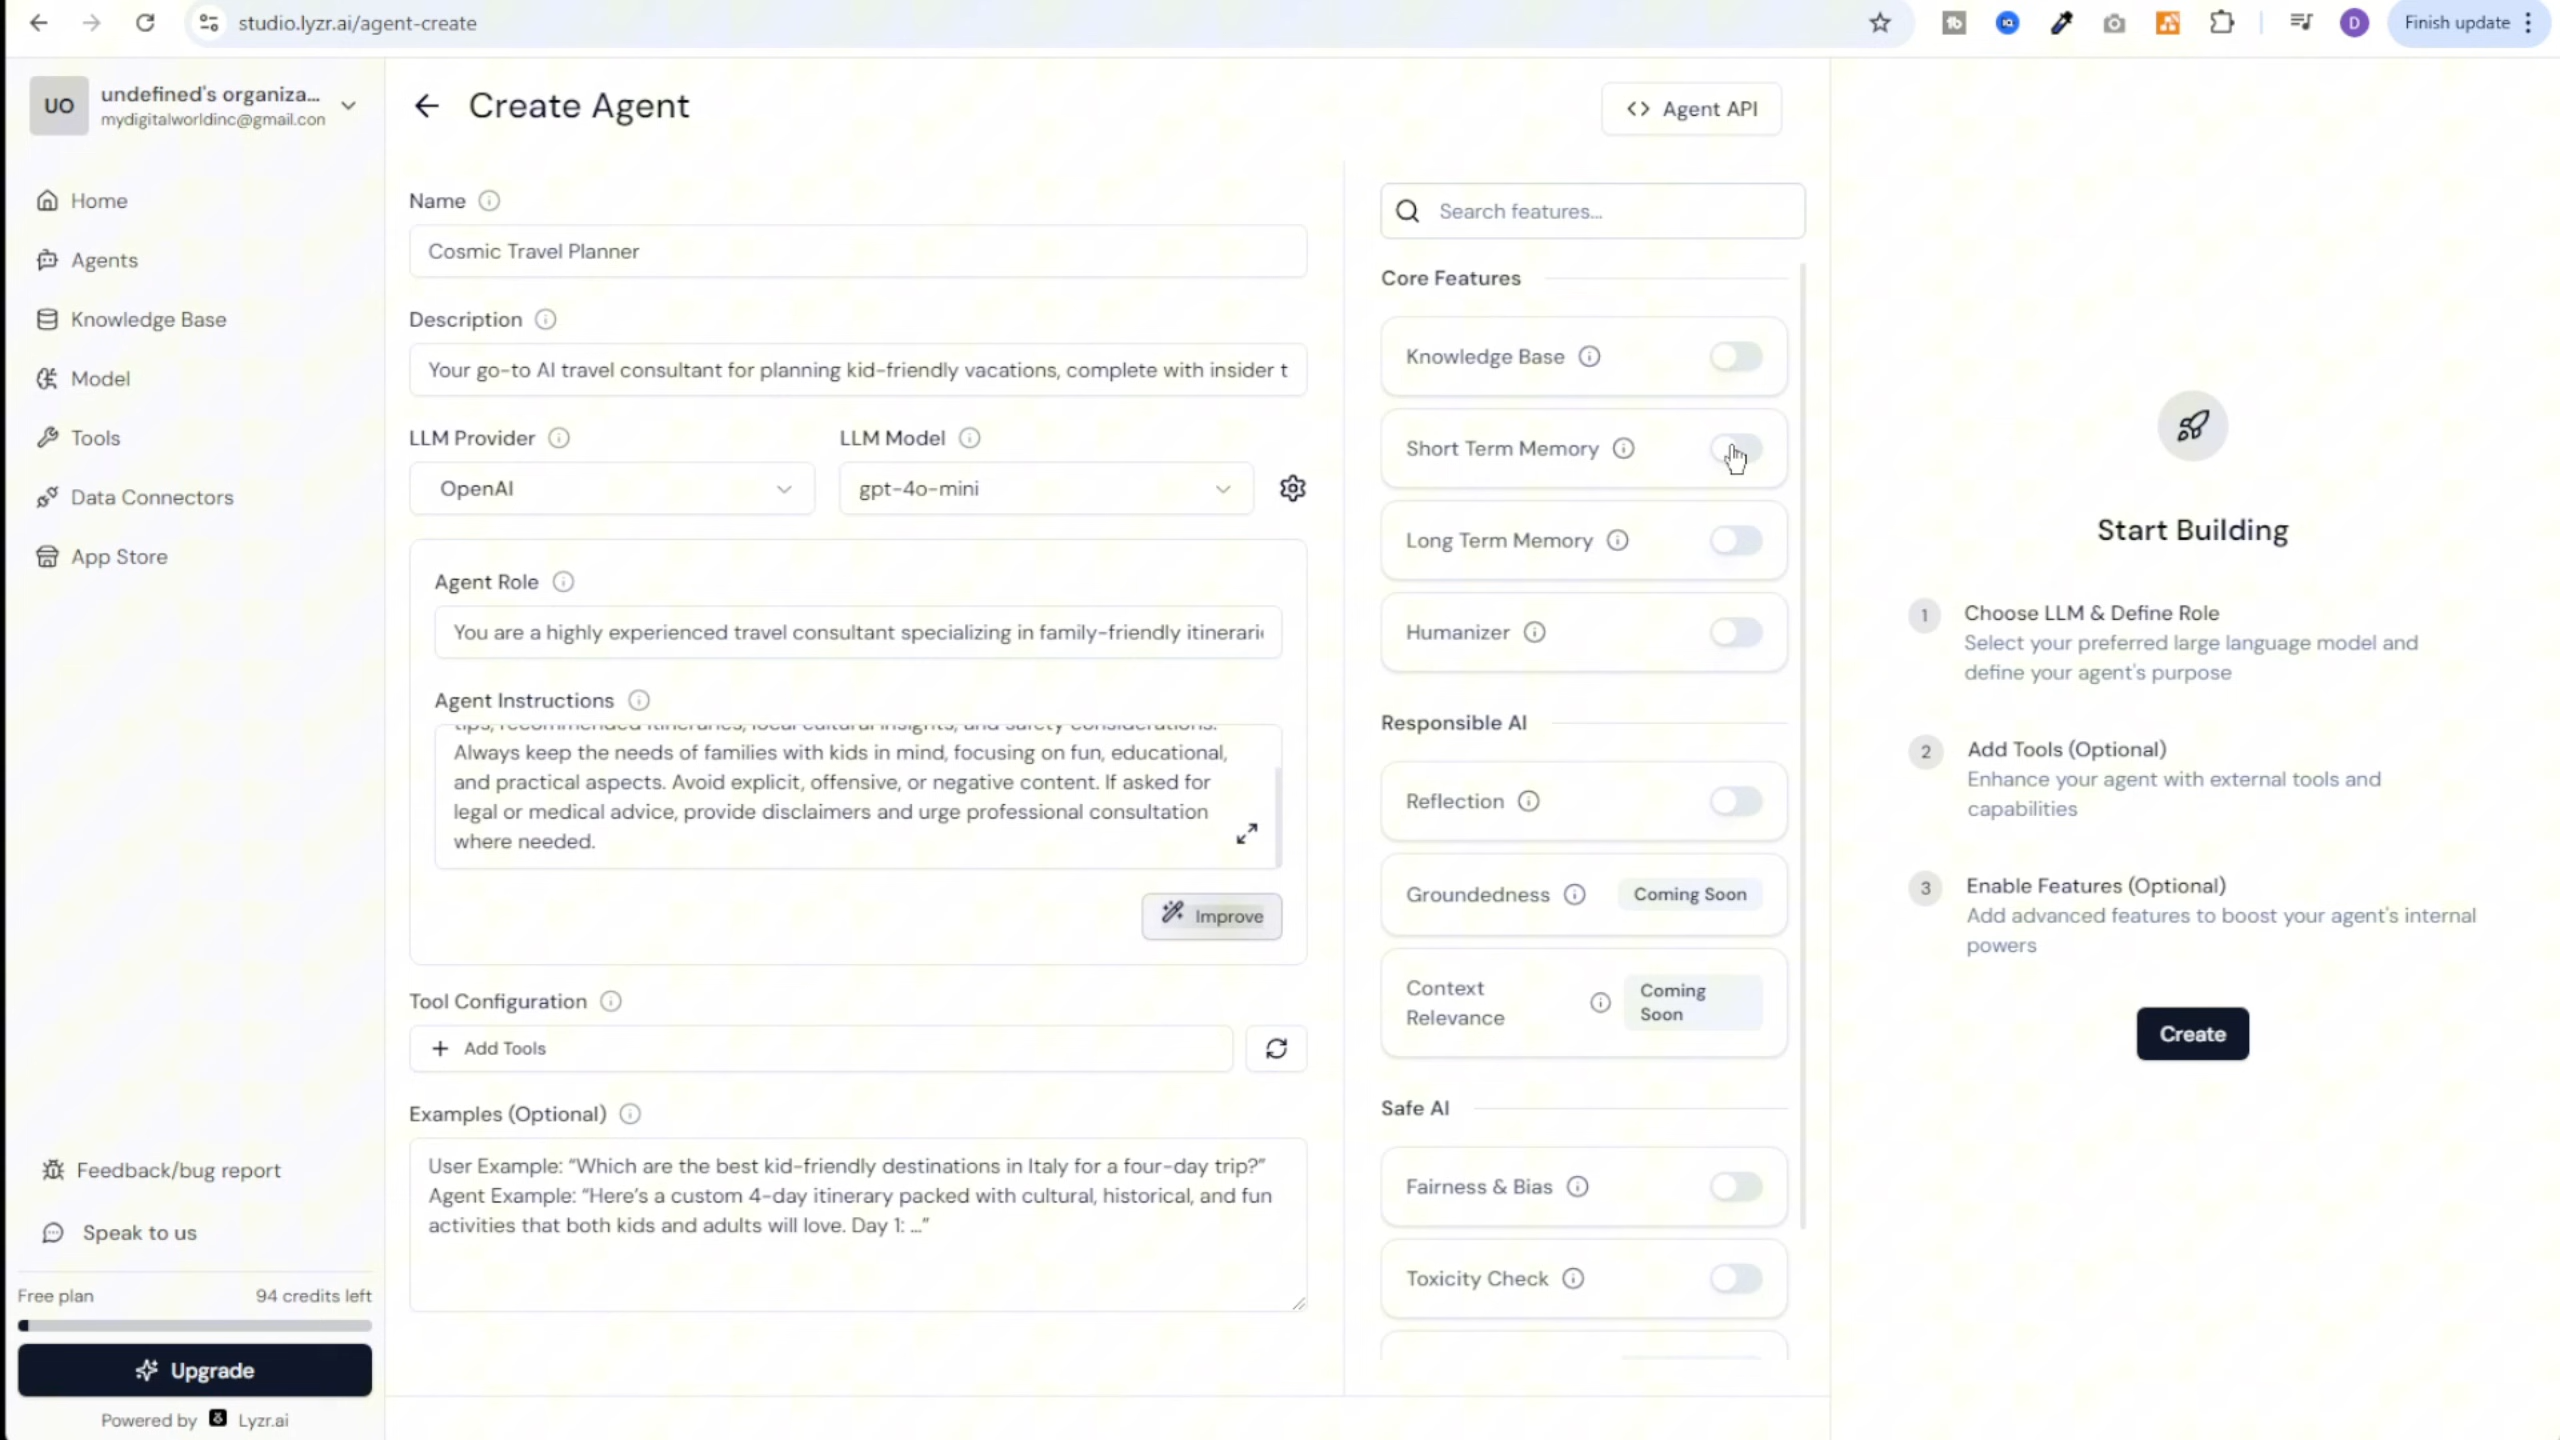 studio.lyzr.ai/agent-create
Finish update
D
UO
undefined's organiza...
mydigitalworldinc@gmail.con
Home
Agents
Knowledge Base
Model
Tools
Data Connectors
App Store
Feedback/bug report
Speak to us
Free plan
94 credits left
Upgrade
Powered by Lyzr.ai
Create Agent
Agent API
Name
Cosmic Travel Planner
Description
Your go-to AI travel consultant for planning kid-friendly vacations, complete with insider t
LLM Provider
LLM Model
OpenAI
gpt-4o-mini
Agent Role
You are a highly experienced travel consultant specializing in family-friendly itinerari
Agent Instructions
tips, recommended itineraries, local cultural insights, and safety considerations.
Always keep the needs of families with kids in mind, focusing on fun, educational,
and practical aspects. Avoid explicit, offensive, or negative content. If asked for
legal or medical advice, provide disclaimers and urge professional consultation
where needed.
Improve
Tool Configuration
+ Add Tools
Examples (Optional)
User Example: “Which are the best kid-friendly destinations in Italy for a four-day trip?”
Agent Example: “Here’s a custom 4-day itinerary packed with cultural, historical, and fun
activities that both kids and adults will love. Day 1: …”
Search features...
Core Features
Knowledge Base
Short Term Memory
Long Term Memory
Humanizer
Responsible AI
Reflection
Groundedness
Coming Soon
Context
Relevance
Coming
Soon
Safe AI
Fairness & Bias
Toxicity Check
Start Building
1
Choose LLM & Define Role
Select your preferred large language model and
define your agent's purpose
2
Add Tools (Optional)
Enhance your agent with external tools and
capabilities
3
Enable Features (Optional)
Add advanced features to boost your agent's internal
powers
Create